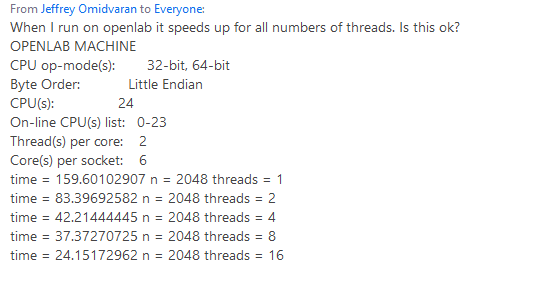 From Jeffrey Omidvaran to Everyone:
When I run on openlab it speeds up for all numbers of threads. Is this ok?
OPENLAB MACHINE
CPU op-mode(s): 32-bit, 64-bit
Byte Order: Little Endian
CPU(s): 24
On-line CPU(s) list: 0-23
Thread(s) per core: 2
Core(s) per socket: 6
time = 159.60102907 n = 2048 threads = 1
time = 83.39692582 n = 2048 threads = 2
time = 42.21444445 n = 2048 threads = 4
time = 37.37270725 n = 2048 threads = 8
time = 24.15172962 n = 2048 threads = 16